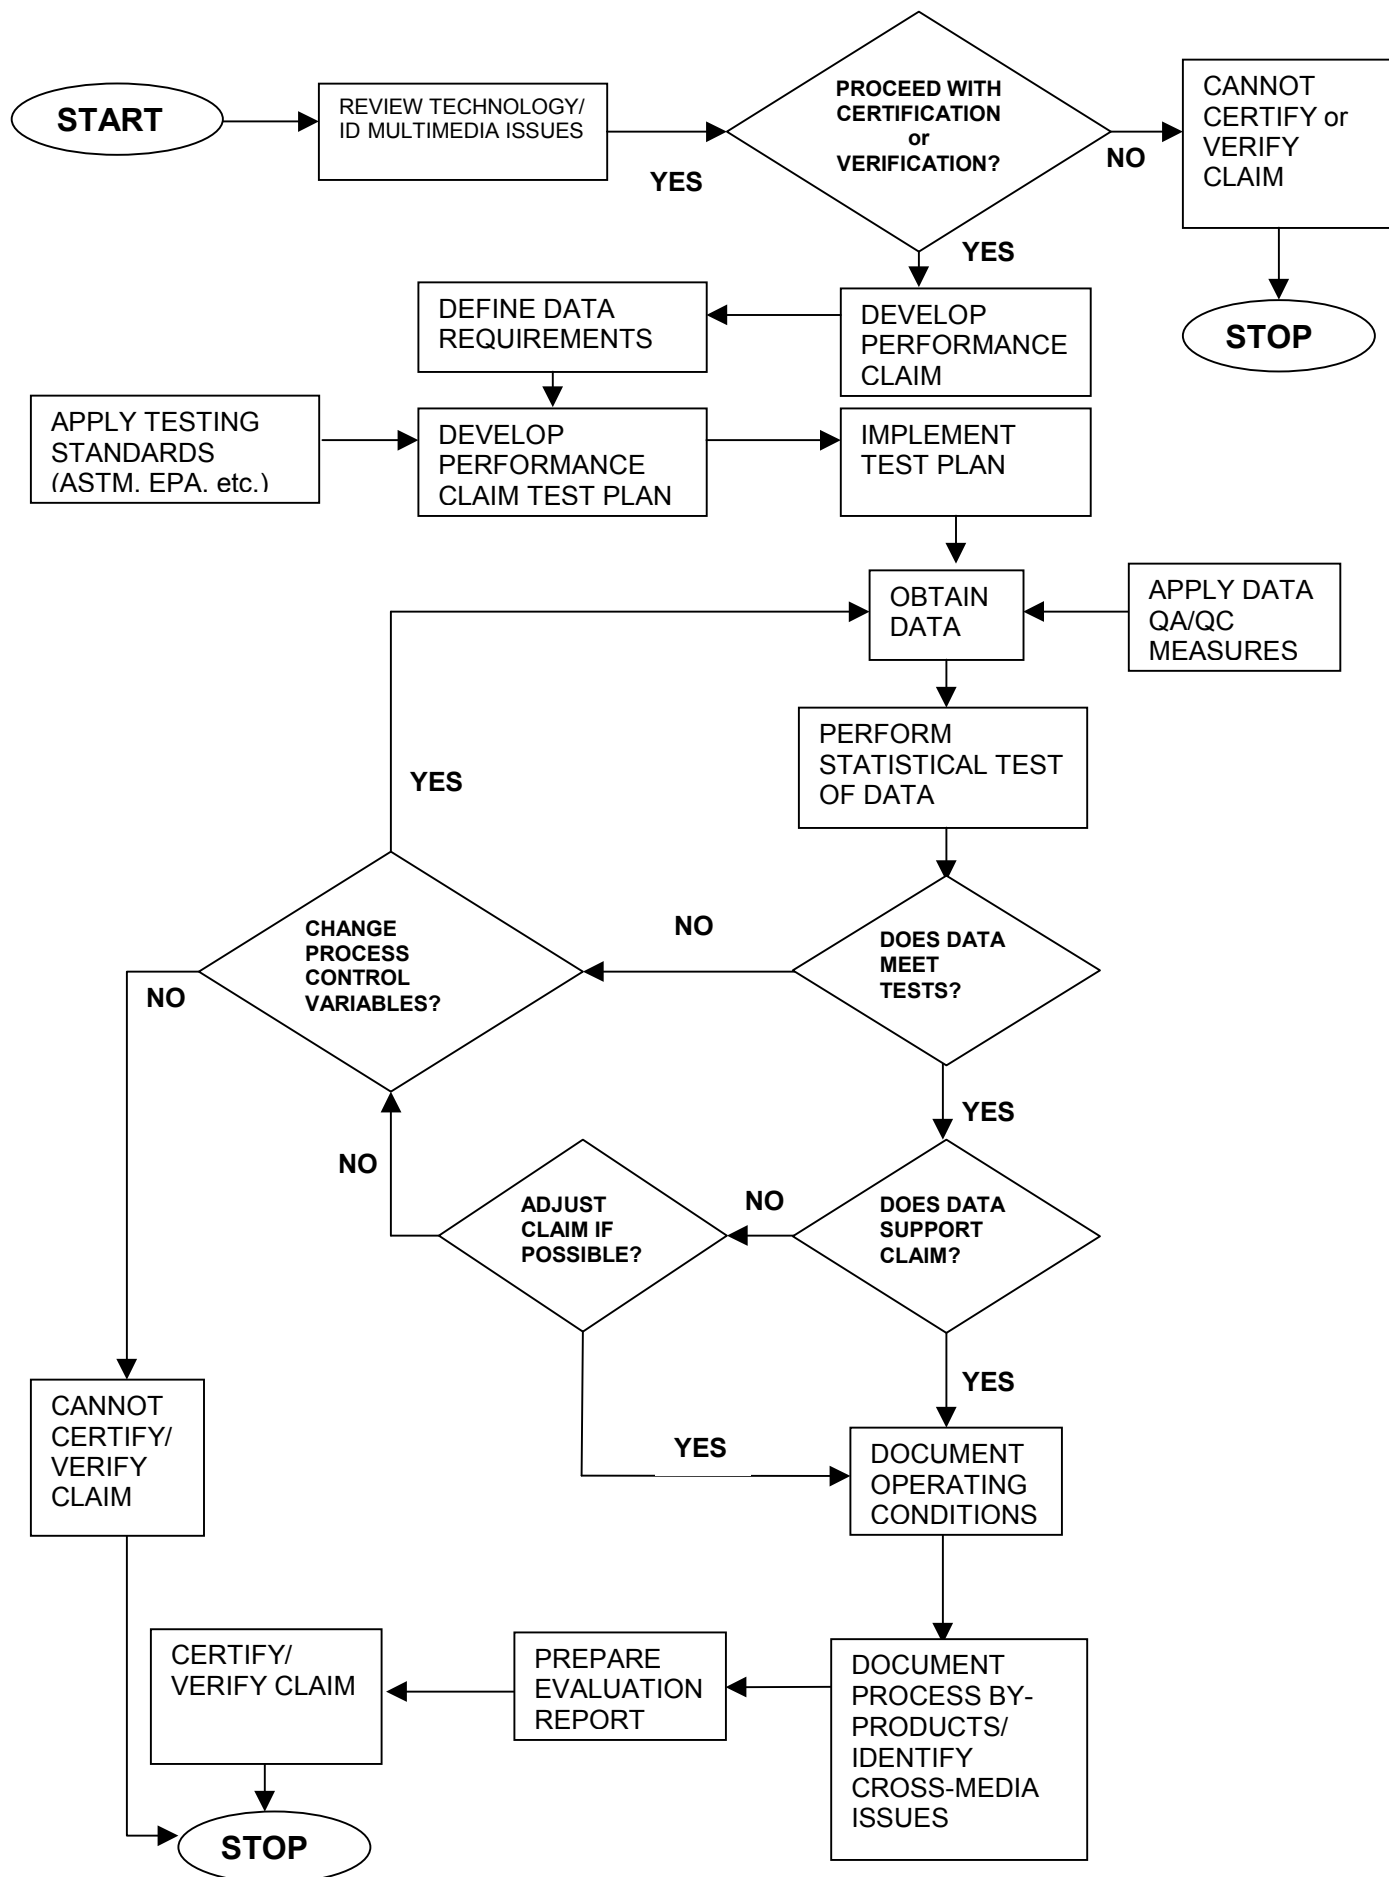 START
REVIEW TECHNOLOGY/
ID MULTIMEDIA ISSUES
YES
PROCEED WITH
CERTIFICATION
or
VERIFICATION?
NO
CANNOT
CERTIFY or
VERIFY
CLAIM
STOP
YES
DEVELOP
PERFORMANCE
CLAIM
DEFINE DATA
REQUIREMENTS
APPLY TESTING
STANDARDS
(ASTM. EPA. etc.)
DEVELOP
PERFORMANCE
CLAIM TEST PLAN
IMPLEMENT
TEST PLAN
OBTAIN
DATA
APPLY DATA
QA/QC
MEASURES
PERFORM
STATISTICAL TEST
OF DATA
YES
CHANGE
PROCESS
CONTROL
VARIABLES?
NO
NO
DOES DATA
MEET
TESTS?
YES
NO
ADJUST
CLAIM IF
POSSIBLE?
NO
DOES DATA
SUPPORT
CLAIM?
YES
YES
CANNOT
CERTIFY/
VERIFY
CLAIM
DOCUMENT
OPERATING
CONDITIONS
CERTIFY/
VERIFY CLAIM
PREPARE
EVALUATION
REPORT
DOCUMENT
PROCESS BY-
PRODUCTS/
IDENTIFY
CROSS-MEDIA
ISSUES
STOP